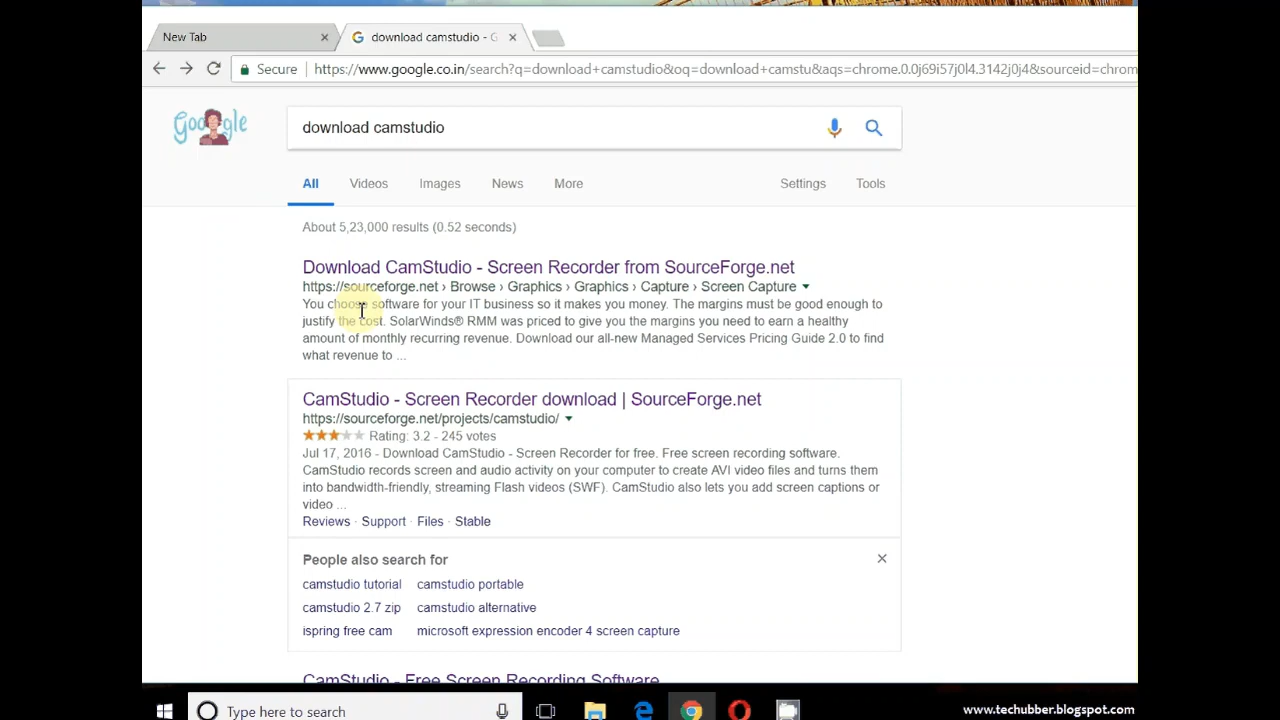 New Tab
download camstudio - G
Secure
https://www.google.co.in/search?q=download+camstudio&oq=download+camstu&aqs=chrome.0.0j69i57j0l4.3142j0j4&sourceid=chrom
Google
download camstudio
All
Videos
Images
News
More
Settings
Tools
About 5,23,000 results (0.52 seconds)
Download CamStudio - Screen Recorder from SourceForge.net
https://sourceforge.net › Browse › Graphics › Graphics › Capture › Screen Capture
You choose software for your IT business so it makes you money. The margins must be good enough to
justify the cost. SolarWinds® RMM was priced to give you the margins you need to earn a healthy
amount of monthly recurring revenue. Download our all-new Managed Services Pricing Guide 2.0 to find
what revenue to ...
CamStudio - Screen Recorder download | SourceForge.net
https://sourceforge.net/projects/camstudio/
Rating: 3.2 - 245 votes
Jul 17, 2016 - Download CamStudio - Screen Recorder for free. Free screen recording software.
CamStudio records screen and audio activity on your computer to create AVI video files and turns them
into bandwidth-friendly, streaming Flash videos (SWF). CamStudio also lets you add screen captions or
video ...
Reviews · Support · Files · Stable
People also search for
camstudio tutorial
camstudio portable
camstudio 2.7 zip
camstudio alternative
ispring free cam
microsoft expression encoder 4 screen capture
CamStudio - Free Screen Recording Software
Type here to search
www.techubber.blogspot.com